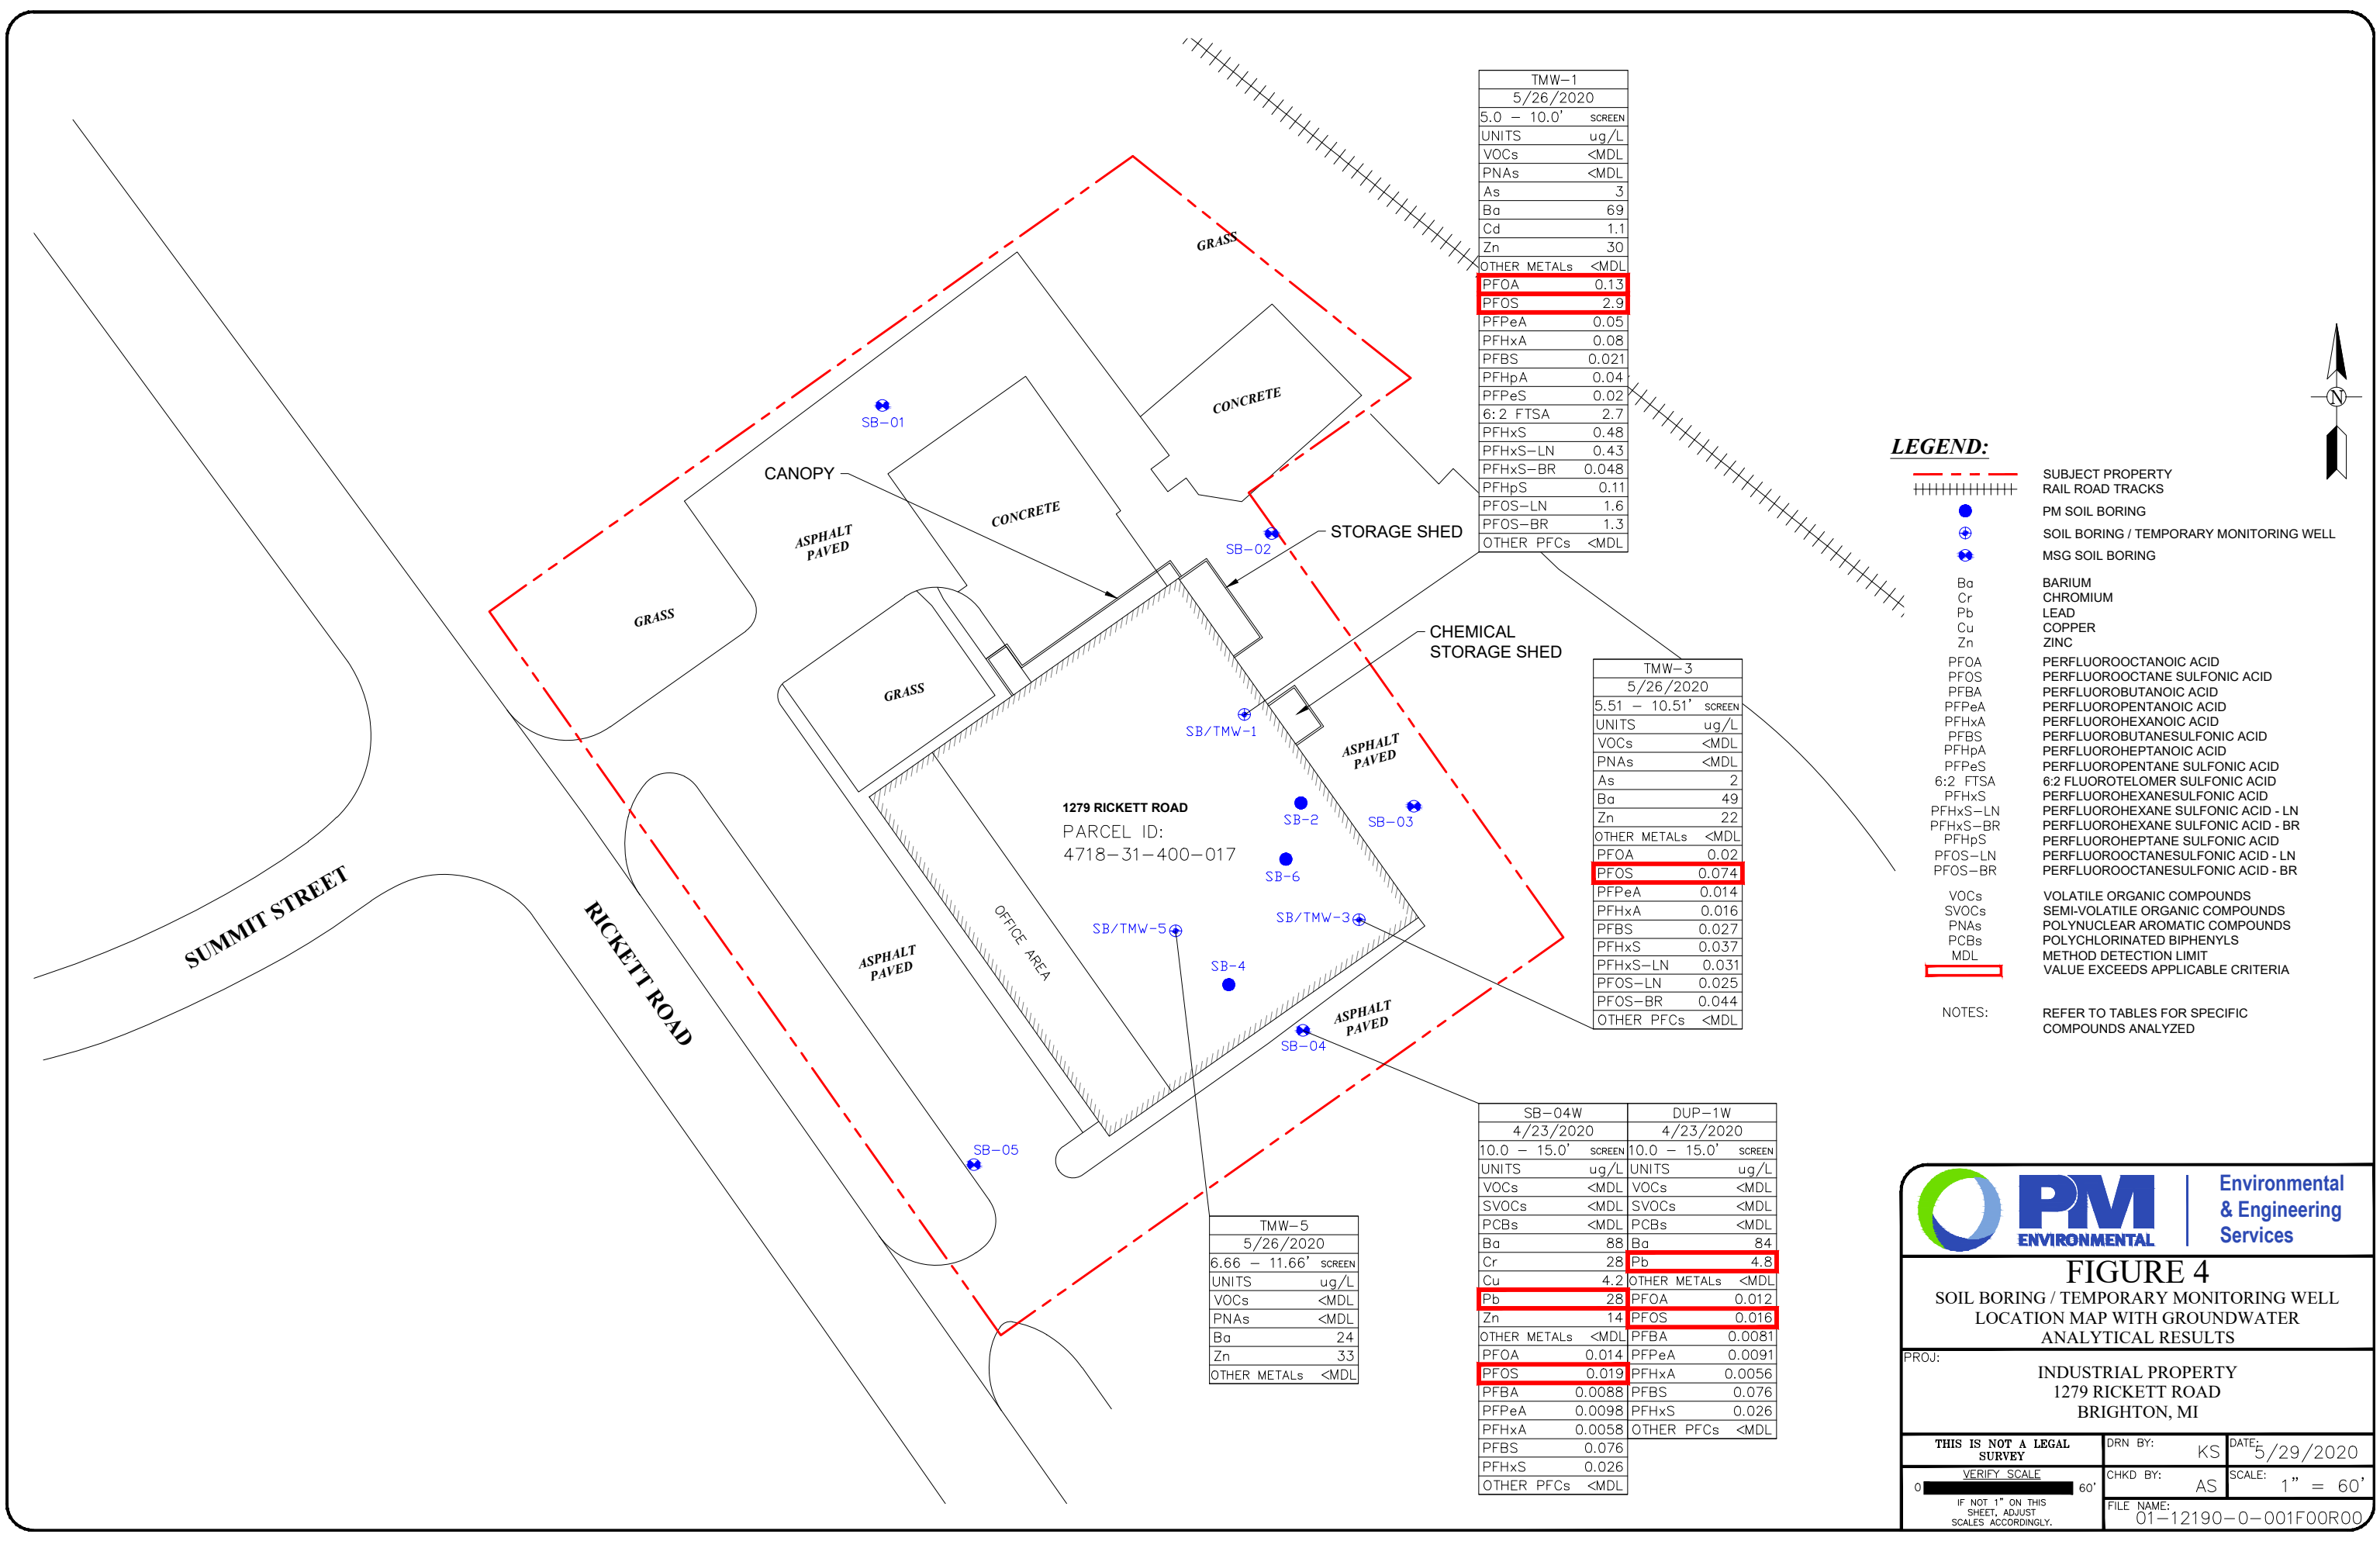 GRASS
CONCRETE
SB-01
CANOPY
CONCRETE
ASPHALT
PAVED
SB-02
STORAGE SHED
GRASS
CHEMICAL
STORAGE SHED
GRASS
SB/TMW-1
ASPHALT
PAVED
1279 RICKETT ROAD
PARCEL ID:
4718-31-400-017
SB-2
SB-03
SB-6
SUMMIT STREET
RICKETT ROAD
OFFICE AREA
SB/TMW-5
SB/TMW-3
ASPHALT
PAVED
SB-4
ASPHALT
PAVED
SB-04
SB-05
TMW-1
5/26/2020
5.0 - 10.0' SCREEN
UNITS ug/L
VOCs <MDL
PNAs <MDL
As 3
Ba 69
Cd 1.1
Zn 30
OTHER METALs <MDL
PFOA 0.13
PFOS 2.9
PFPeA 0.05
PFHxA 0.08
PFBS 0.021
PFHpA 0.04
PFPeS 0.02
6:2 FTSA 2.7
PFHxS 0.48
PFHxS-LN 0.43
PFHxS-BR 0.048
PFHpS 0.11
PFOS-LN 1.6
PFOS-BR 1.3
OTHER PFCs <MDL
TMW-3
5/26/2020
5.51 - 10.51' SCREEN
UNITS ug/L
VOCs <MDL
PNAs <MDL
As 2
Ba 49
Zn 22
OTHER METALs <MDL
PFOA 0.02
PFOS 0.074
PFPeA 0.014
PFHxA 0.016
PFBS 0.027
PFHxS 0.037
PFHxS-LN 0.031
PFOS-LN 0.025
PFOS-BR 0.044
OTHER PFCs <MDL
TMW-5
5/26/2020
6.66 - 11.66' SCREEN
UNITS ug/L
VOCs <MDL
PNAs <MDL
Ba 24
Zn 33
OTHER METALs <MDL
SB-04W
4/23/2020
10.0 - 15.0' SCREEN
UNITS ug/L
VOCs <MDL
SVOCs <MDL
PCBs <MDL
Ba 88
Cr 28
Cu 4.2
Pb 28
Zn 14
OTHER METALs <MDL
PFOA 0.014
PFOS 0.019
PFBA 0.0088
PFPeA 0.0098
PFHxA 0.0058
PFBS 0.076
PFHxS 0.026
OTHER PFCs <MDL
DUP-1W
4/23/2020
10.0 - 15.0' SCREEN
UNITS ug/L
VOCs <MDL
SVOCs <MDL
PCBs <MDL
Ba 84
Pb 4.8
OTHER METALs <MDL
PFOA 0.012
PFOS 0.016
PFBA 0.0081
PFPeA 0.0091
PFHxA 0.0056
PFBS 0.076
PFHxS 0.026
OTHER PFCs <MDL
N
LEGEND:
SUBJECT PROPERTY
RAIL ROAD TRACKS
PM SOIL BORING
SOIL BORING / TEMPORARY MONITORING WELL
MSG SOIL BORING
Ba BARIUM
Cr CHROMIUM
Pb LEAD
Cu COPPER
Zn ZINC
PFOA PERFLUOROOCTANOIC ACID
PFOS PERFLUOROOCTANE SULFONIC ACID
PFBA PERFLUOROBUTANOIC ACID
PFPeA PERFLUOROPENTANOIC ACID
PFHxA PERFLUOROHEXANOIC ACID
PFBS PERFLUOROBUTANESULFONIC ACID
PFHpA PERFLUOROHEPTANOIC ACID
PFPeS PERFLUOROPENTANE SULFONIC ACID
6:2 FTSA 6:2 FLUOROTELOMER SULFONIC ACID
PFHxS PERFLUOROHEXANESULFONIC ACID
PFHxS-LN PERFLUOROHEXANE SULFONIC ACID - LN
PFHxS-BR PERFLUOROHEXANE SULFONIC ACID - BR
PFHpS PERFLUOROHEPTANE SULFONIC ACID
PFOS-LN PERFLUOROOCTANESULFONIC ACID - LN
PFOS-BR PERFLUOROOCTANESULFONIC ACID - BR
VOCs VOLATILE ORGANIC COMPOUNDS
SVOCs SEMI-VOLATILE ORGANIC COMPOUNDS
PNAs POLYNUCLEAR AROMATIC COMPOUNDS
PCBs POLYCHLORINATED BIPHENYLS
MDL METHOD DETECTION LIMIT
VALUE EXCEEDS APPLICABLE CRITERIA
NOTES: REFER TO TABLES FOR SPECIFIC
COMPOUNDS ANALYZED
PM
ENVIRONMENTAL
Environmental
& Engineering
Services
FIGURE 4
SOIL BORING / TEMPORARY MONITORING WELL
LOCATION MAP WITH GROUNDWATER
ANALYTICAL RESULTS
PROJ:
INDUSTRIAL PROPERTY
1279 RICKETT ROAD
BRIGHTON, MI
THIS IS NOT A LEGAL
SURVEY
DRN BY: KS
DATE: 5/29/2020
VERIFY SCALE
0 60'
IF NOT 1" ON THIS
SHEET, ADJUST
SCALES ACCORDINGLY.
CHKD BY: AS
SCALE: 1" = 60'
FILE NAME:
01-12190-0-001F00R00